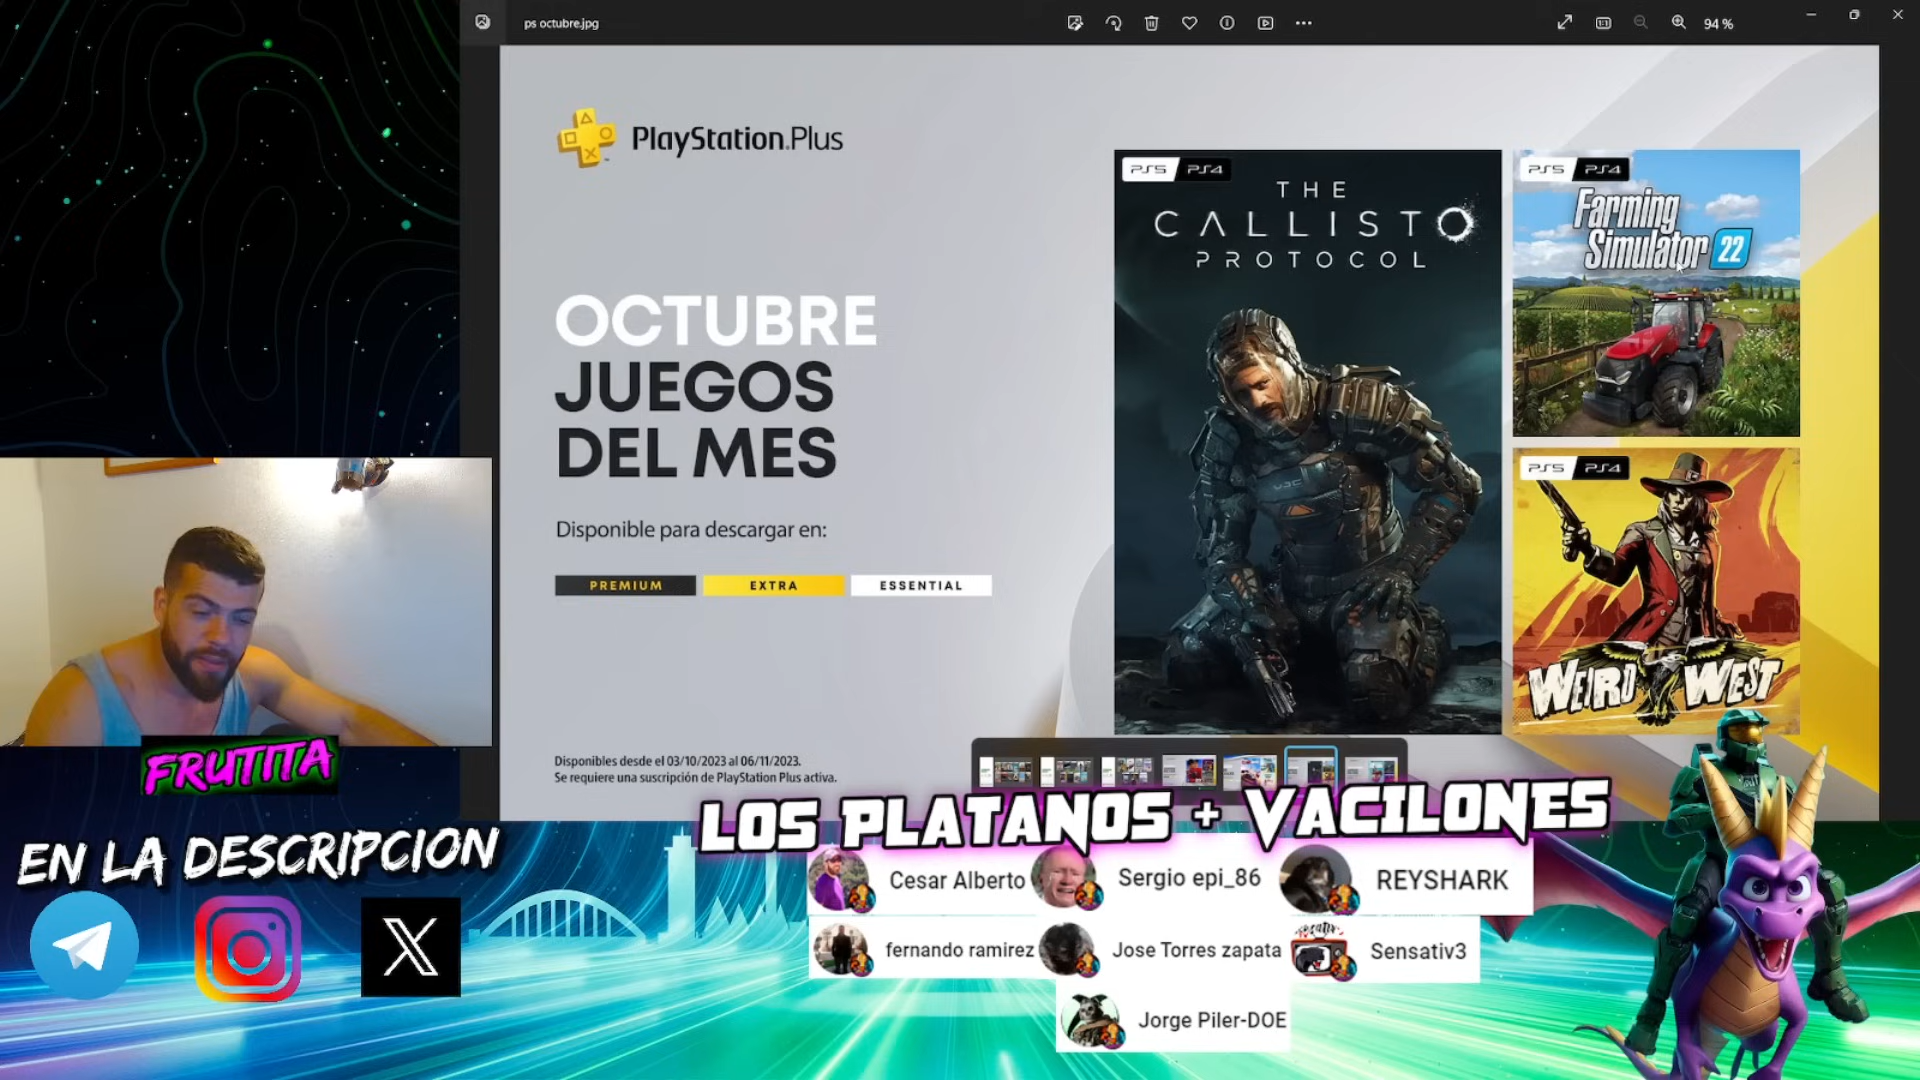 ps octubre.jpg
94 %
PlayStation.Plus
OCTUBRE
JUEGOS
DEL MES
Disponible para descargar en:
PREMIUM
EXTRA
ESSENTIAL
Disponibles desde el 03/10/2023 al 06/11/2023.
Se requiere una suscripción de PlayStation Plus activa.
PS5 PS4
THE
CALLISTO
PROTOCOL
PS5 PS4
Farming
Simulator 22
PS5 PS4
WEIRD WEST
FRUTITA
EN LA DESCRIPCION
LOS PLATANOS + VACILONES
Cesar Alberto
Sergio epi_86
REYSHARK
fernando ramirez
Jose Torres zapata
Sensativ3
Jorge Piler-DOE